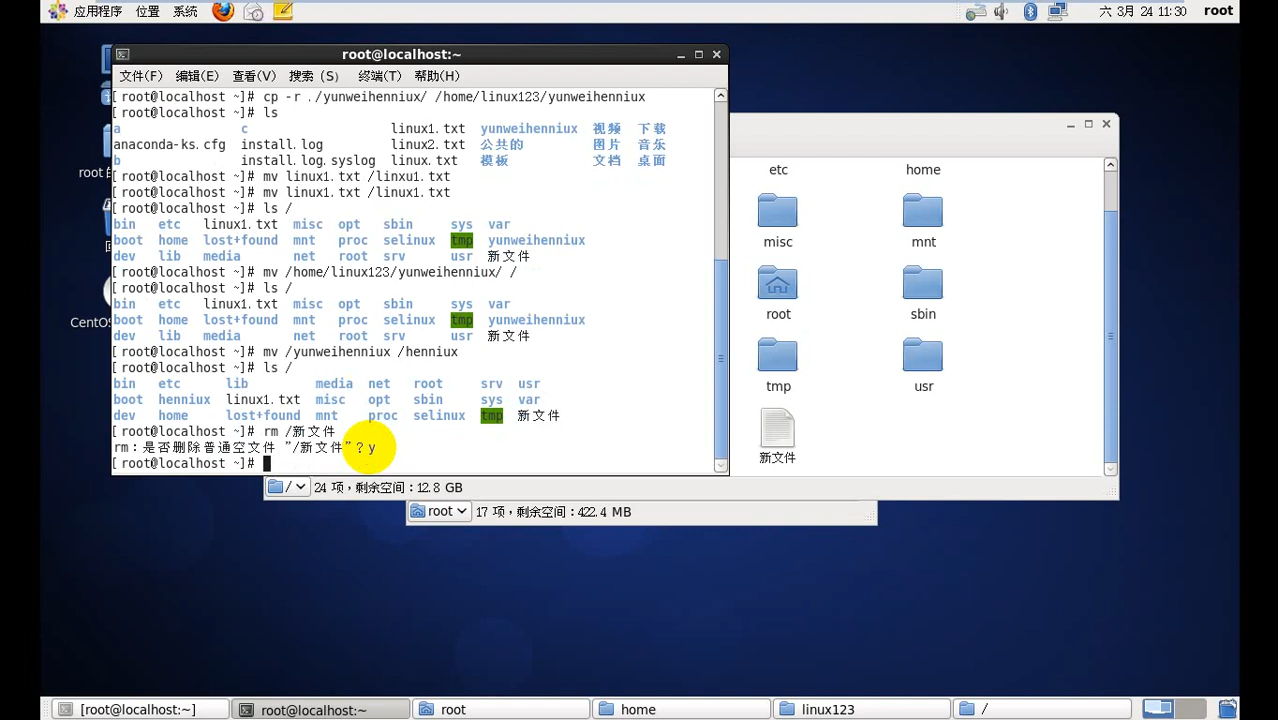 应用程序 位置 系统 六 3月 24 11:30 root
root@localhost:~
文件(F) 编辑(E) 查看(V) 搜索 (S) 终端(T) 帮助(H)
[root@localhost ~]# cp -r ./yunweihenniux/ /home/linux123/yunweihenniux
[root@localhost ~]# ls
a c linux1.txt yunweihenniux 视频 下载
anaconda-ks.cfg install.log linux2.txt 公共的 图片 音乐
b install.log.syslog linux.txt 模板 文档 桌面
[root@localhost ~]# mv linux1.txt /linxu1.txt
[root@localhost ~]# mv linux1.txt /linux1.txt
[root@localhost ~]# ls /
bin etc linux1.txt misc opt sbin sys var
boot home lost+found mnt proc selinux tmp yunweihenniux
dev lib media net root srv usr 新文件
[root@localhost ~]# mv /home/linux123/yunweihenniux/ /
[root@localhost ~]# ls /
bin etc linux1.txt misc opt sbin sys var
boot home lost+found mnt proc selinux tmp yunweihenniux
dev lib media net root srv usr 新文件
[root@localhost ~]# mv /yunweihenniux /henniux
[root@localhost ~]# ls /
bin etc lib media net root srv usr
boot henniux linux1.txt misc opt sbin sys var
dev home lost+found mnt proc selinux tmp 新文件
[root@localhost ~]# rm /新文件
rm：是否删除普通空文件 "/新文件"？y
[root@localhost ~]#
etc home
misc mnt
root sbin
tmp usr
新文件
/ 24 项，剩余空间：12.8 GB
root 17 项，剩余空间：422.4 MB
root 的
CentOS
[root@localhost:~] root@localhost:~ root home linux123 /